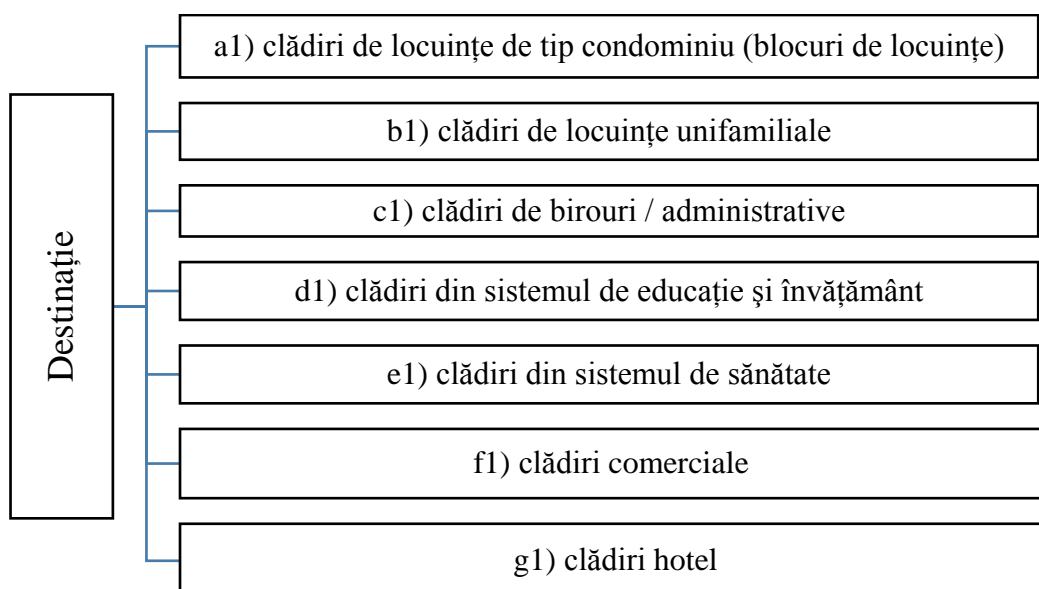 Destinație
a1) clădiri de locuințe de tip condominiu (blocuri de locuințe)
b1) clădiri de locuințe unifamiliale
c1) clădiri de birouri / administrative
d1) clădiri din sistemul de educație şi învățământ
e1) clădiri din sistemul de sănătate
f1) clădiri comerciale
g1) clădiri hotel